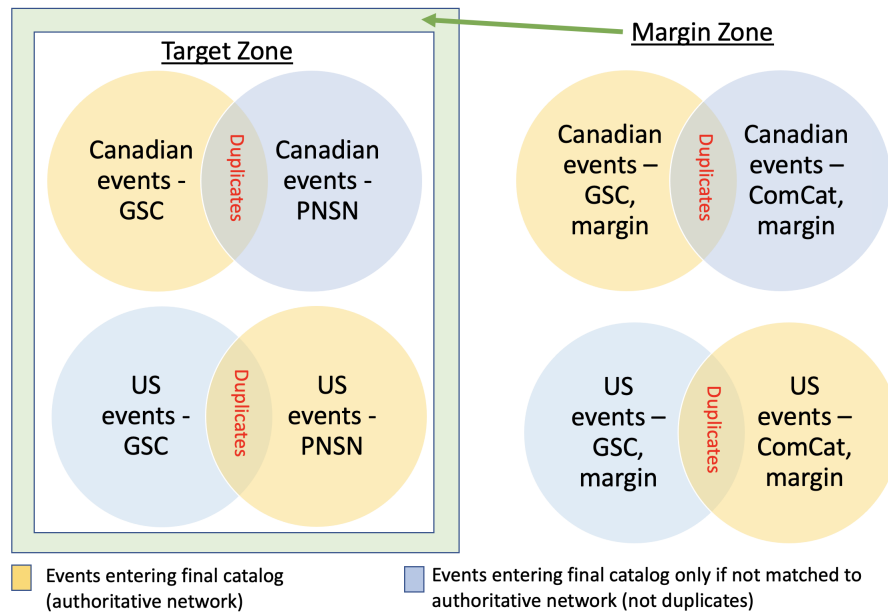 Target Zone
Margin Zone
Canadian
events -
GSC
Duplicates
Canadian
events -
PNSN
Canadian
events –
GSC,
margin
Duplicates
Canadian
events –
ComCat,
margin
US
events -
GSC
Duplicates
US
events -
PNSN
US
events –
GSC,
margin
Duplicates
US
events –
ComCat,
margin
Events entering final catalog
(authoritative network)
Events entering final catalog only if not matched to
authoritative network (not duplicates)